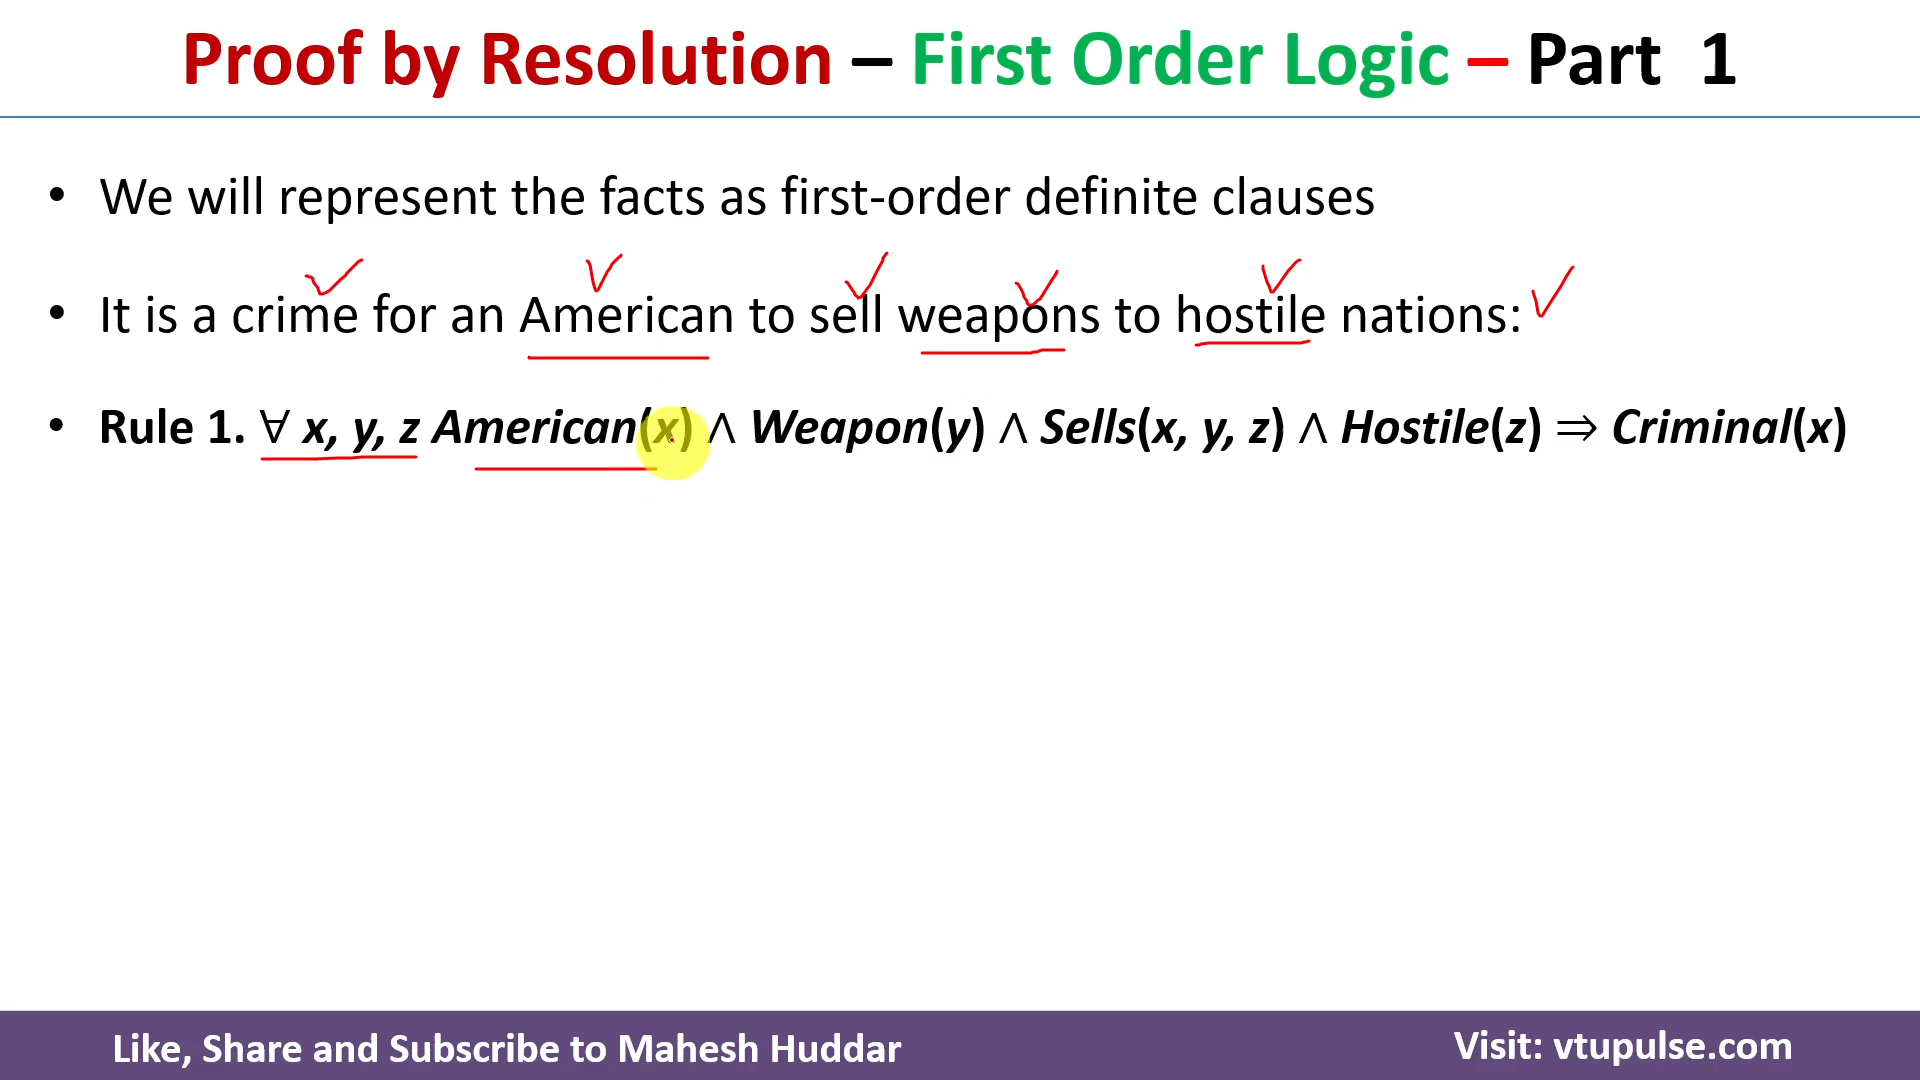 Proof by Resolution – First Order Logic – Part 1
• We will represent the facts as first-order definite clauses
• It is a crime for an American to sell weapons to hostile nations:
• Rule 1. ∀ x, y, z American(x) ∧ Weapon(y) ∧ Sells(x, y, z) ∧ Hostile(z) ⇒ Criminal(x)
Like, Share and Subscribe to Mahesh Huddar
Visit: vtupulse.com